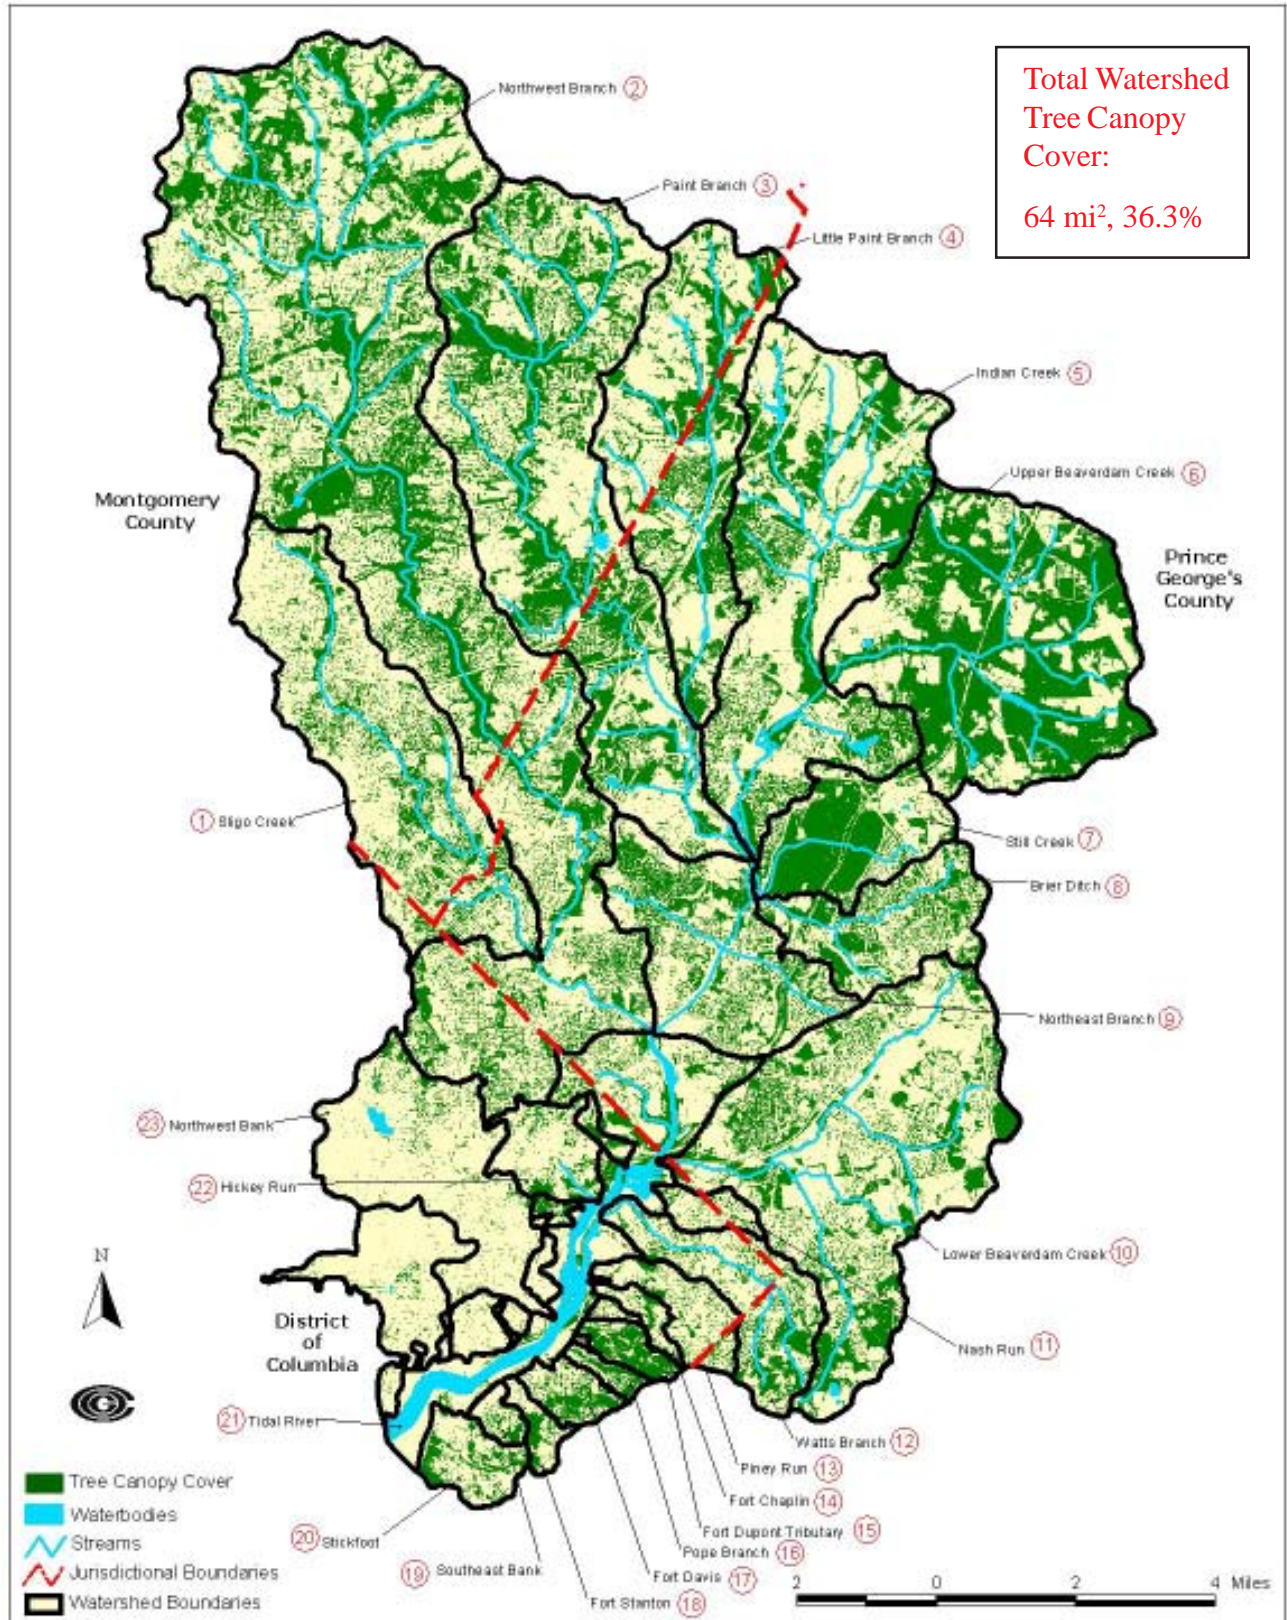 Total Watershed
Tree Canopy
Cover:
64 mi², 36.3%
Northwest Branch 2
Paint Branch 3
Little Paint Branch 4
Indian Creek 5
Upper Beaverdam Creek 6
Montgomery
County
Prince
George's
County
1 Sligo Creek
Still Creek 7
Brier Ditch 8
Northeast Branch 9
23 Northwest Bank
22 Hickey Run
Lower Beaverdam Creek 10
N
District
of
Columbia
Nash Run 11
21 Tidal River
Watts Branch 12
Piney Run 13
Fort Chaplin 14
Fort Dupont Tributary 15
Pope Branch 16
Fort Davis 17
Fort Stanton 18
19 Southeast Bank
20 Stickfoot
Tree Canopy Cover
Waterbodies
Streams
Jurisdictional Boundaries
Watershed Boundaries
2 0 2 4 Miles